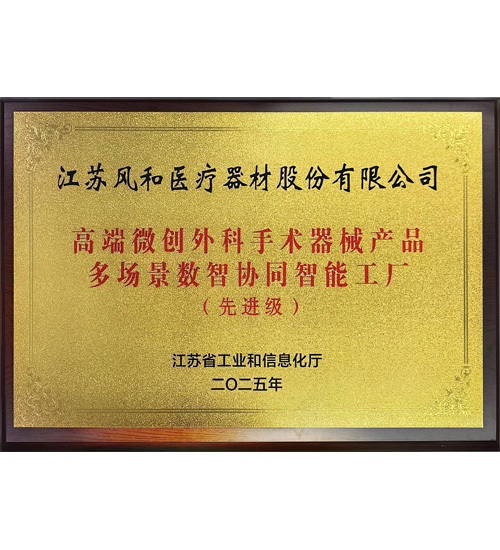 江苏风和医疗器材股份有限公司
高端微创外科手术器械产品
多场景数智协同智能工厂
（先进级）
江苏省工业和信息化厅
二〇二五年